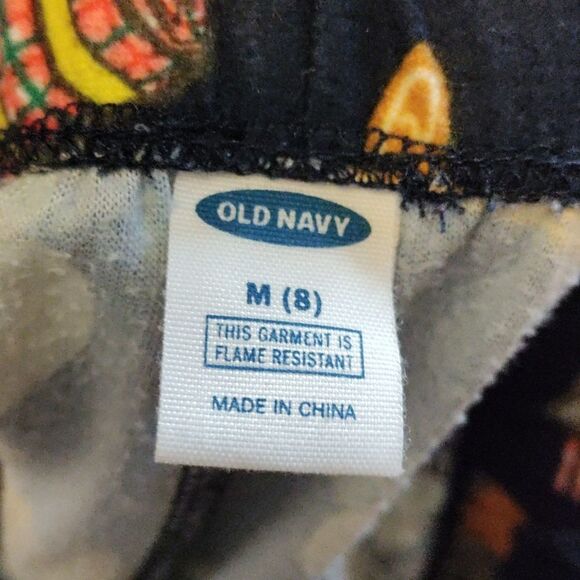 OLD NAVY
M (8)
THIS GARMENT IS
FLAME RESISTANT
MADE IN CHINA